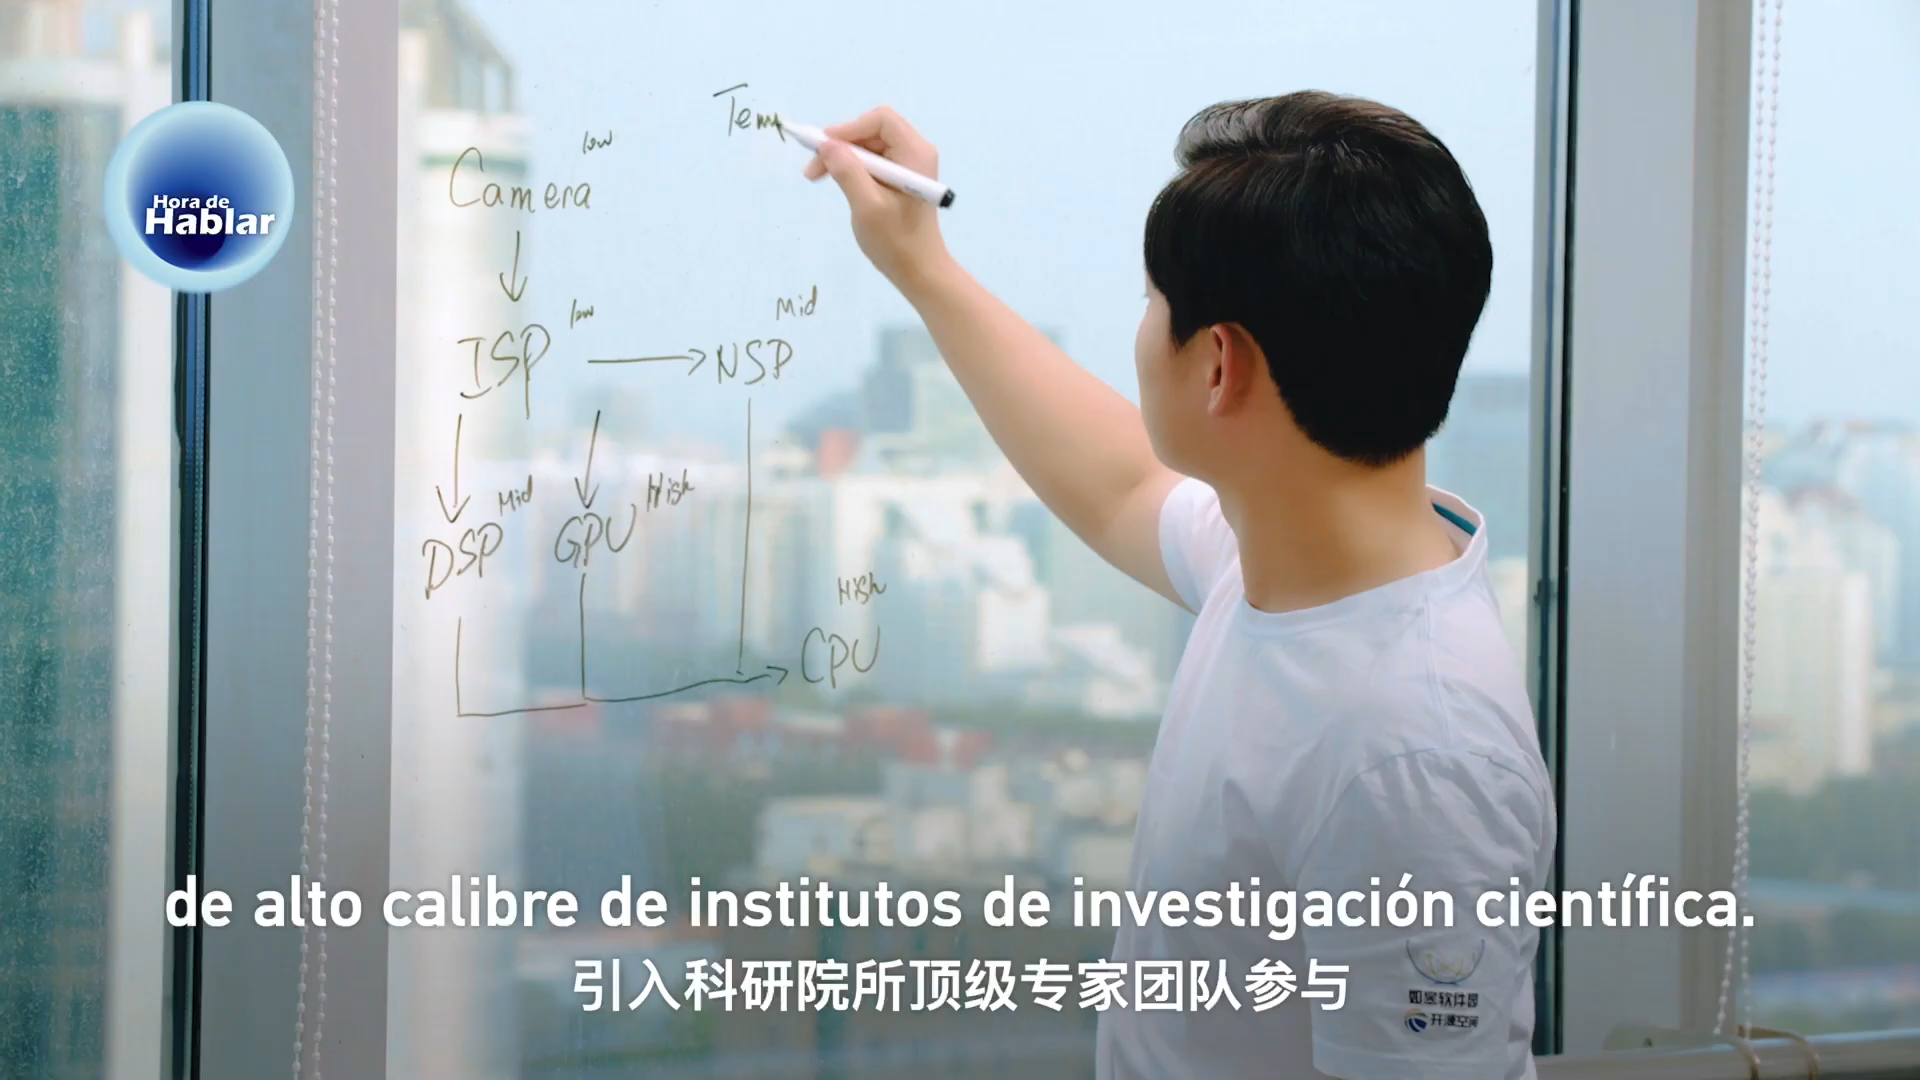 Hora de
Hablar
Temp
low
Camera
low
ISP
Mid
NSP
Mid
DSP
High
GPU
High
CPU
de alto calibre de institutos de investigación científica.
引入科研院所顶级专家团队参与
开源空间